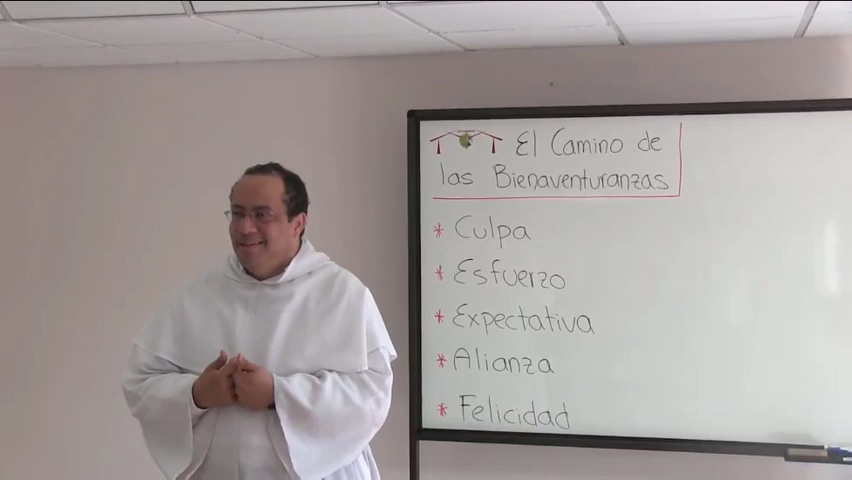 El Camino de
las Bienaventuranzas
* Culpa
* Esfuerzo
* Expectativa
* Alianza
* Felicidad